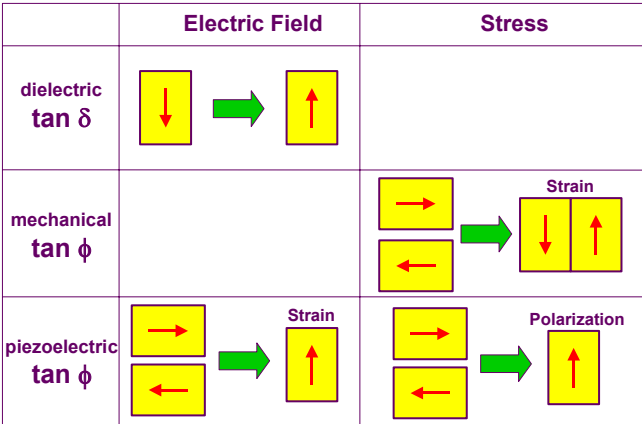 Electric Field
Stress
dielectric
tan δ
mechanical
tan ϕ
Strain
piezoelectric
tan ϕ
Strain
Polarization